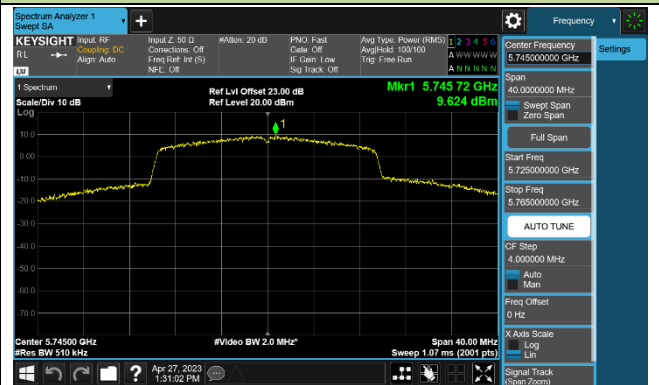 Spectrum Analyzer 1
Swept SA
+
Frequency
KEYSIGHT
RL
LXI
Input: RF
Coupling: DC
Align: Auto
Input Z: 50 Ω
Corrections: Off
Freq Ref: Int (S)
NFE: Off
#Atten: 20 dB
PNO: Fast
Gate: Off
IF Gain: Low
Sig Track: Off
Avg Type: Power (RMS)
Avg|Hold: 100/100
Trig: Free Run
1 2 3 4 5 6
A W W W W W
A N N N N N
1 Spectrum
Scale/Div 10 dB
Log
Ref Lvl Offset 23.00 dB
Ref Level 20.00 dBm
Mkr1 5.745 72 GHz
9.624 dBm
1
10.0
0.00
-10.0
-20.0
-30.0
-40.0
-50.0
-60.0
-70.0
Center 5.74500 GHz
#Res BW 510 kHz
#Video BW 2.0 MHz*
Span 40.00 MHz
Sweep 1.07 ms (2001 pts)
Center Frequency
5.745000000 GHz
Settings
Span
40.0000000 MHz
Swept Span
Zero Span
Full Span
Start Freq
5.725000000 GHz
Stop Freq
5.765000000 GHz
AUTO TUNE
CF Step
4.000000 MHz
Auto
Man
Freq Offset
0 Hz
X Axis Scale
Log
Lin
Signal Track
(Span Zoom)
?
Apr 27, 2023
1:31:02 PM